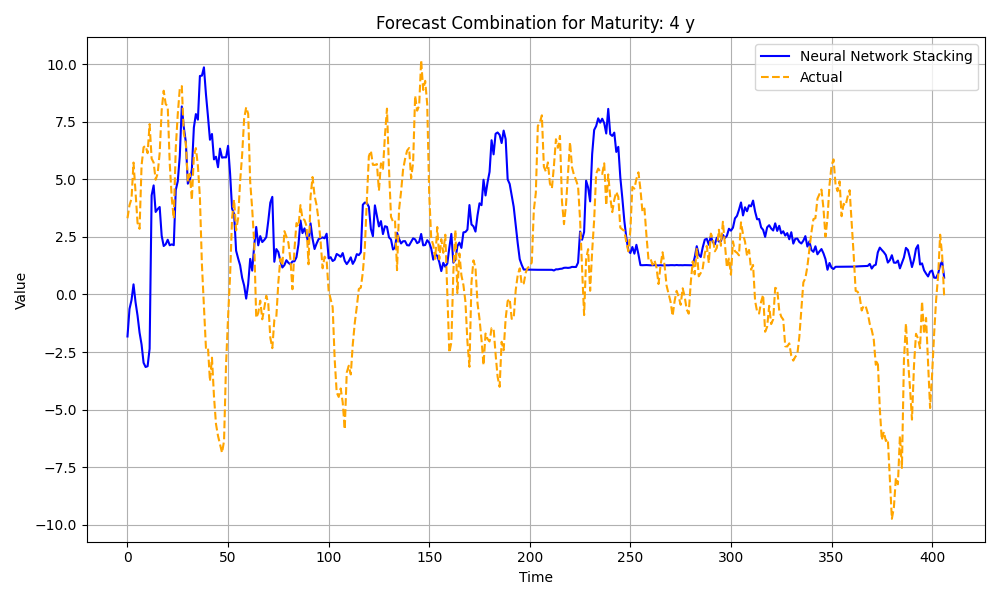 Forecast Combination for Maturity: 4 y
Neural Network Stacking
Actual
Value
10.0
7.5
5.0
2.5
0.0
−2.5
−5.0
−7.5
−10.0
0 50 100 150 200 250 300 350 400
Time